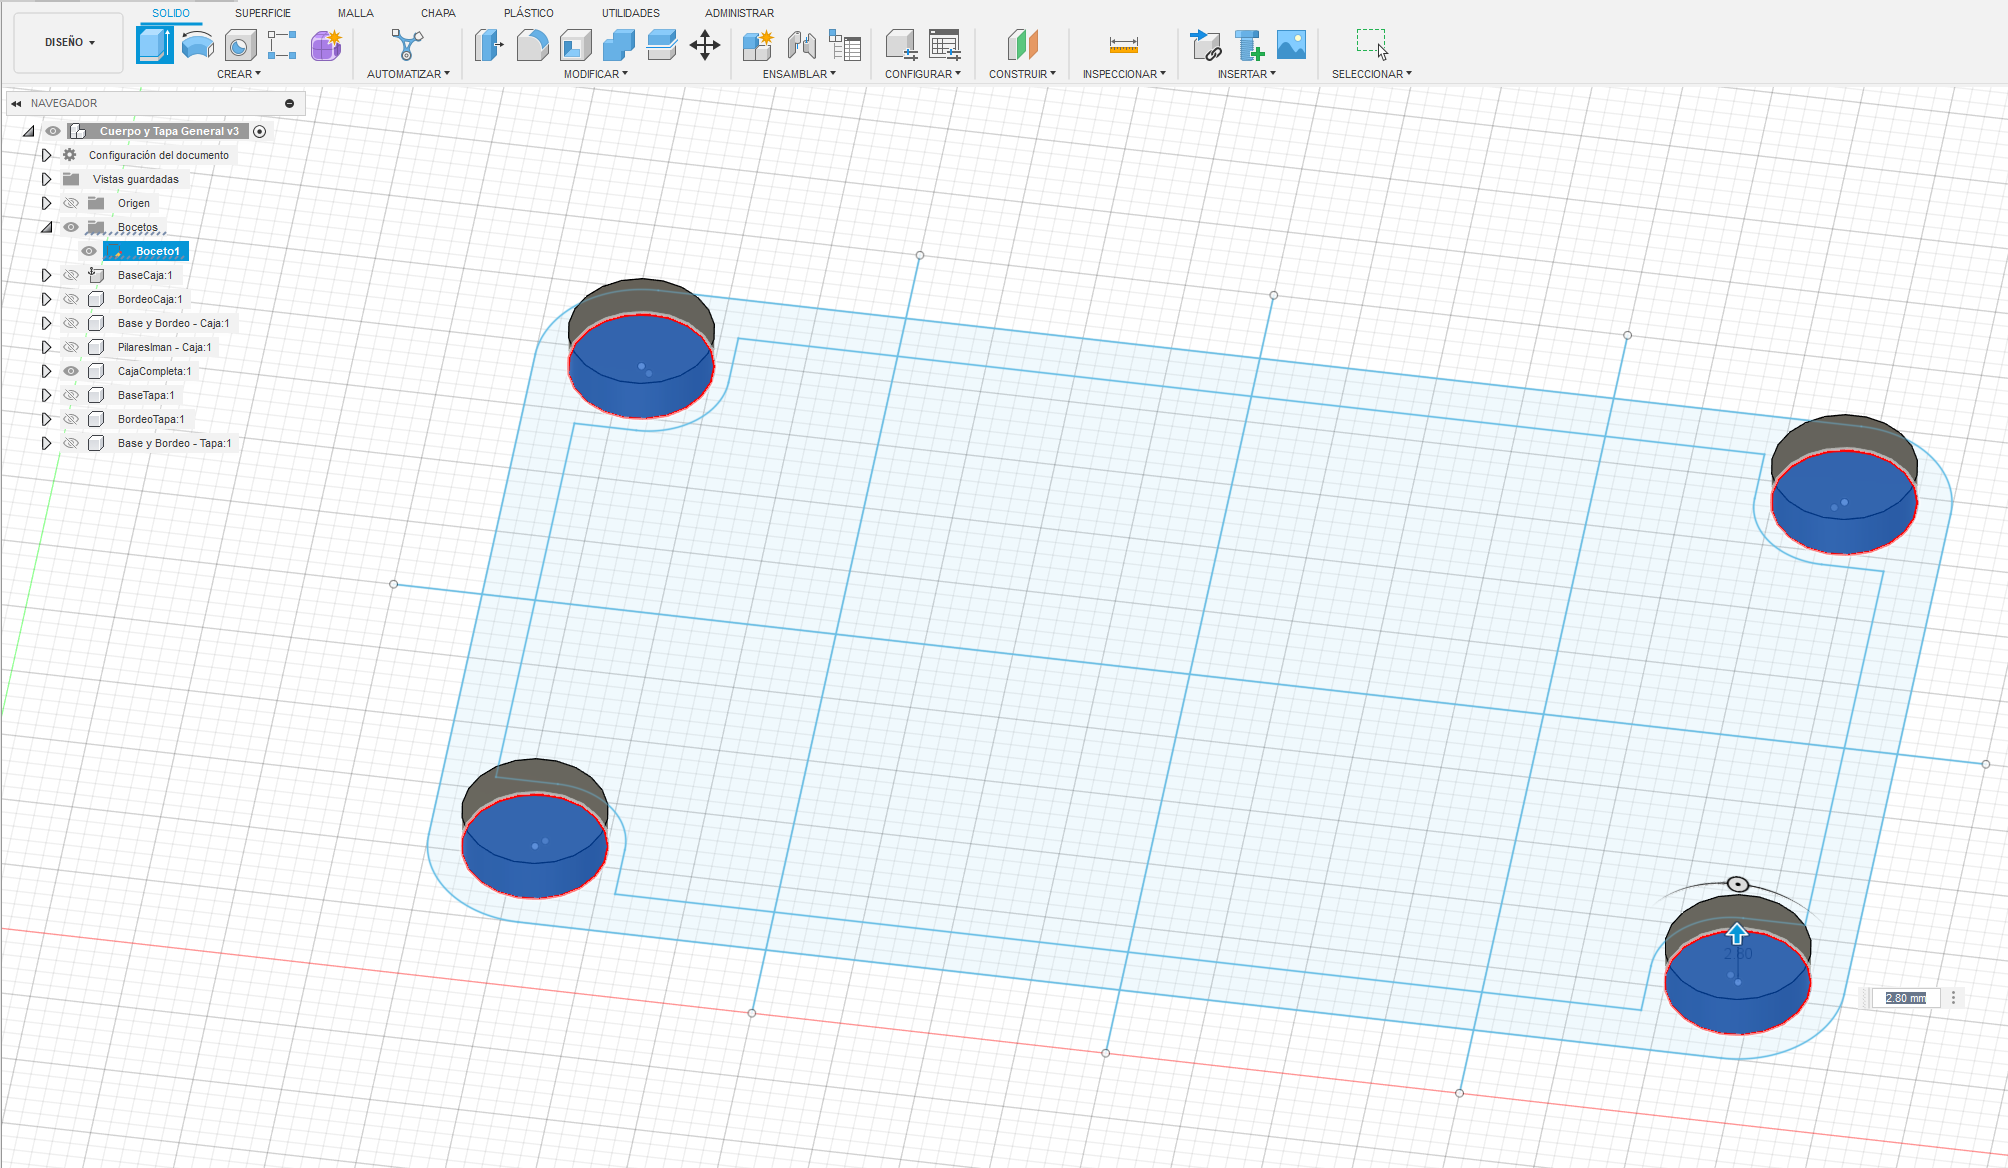 SOLIDO SUPERFICIE MALLA CHAPA PLÁSTICO UTILIDADES ADMINISTRAR
DISEÑO
CREAR AUTOMATIZAR MODIFICAR ENSAMBLAR CONFIGURAR CONSTRUIR INSPECCIONAR INSERTAR SELECCIONAR
NAVEGADOR
Cuerpo y Tapa General v3
Configuración del documento
Vistas guardadas
Origen
Bocetos
Boceto1
BaseCaja:1
BordeoCaja:1
Base y Bordeo - Caja:1
PilaresIman - Caja:1
CajaCompleta:1
BaseTapa:1
BordeoTapa:1
Base y Bordeo - Tapa:1
2.80
2.80 mm